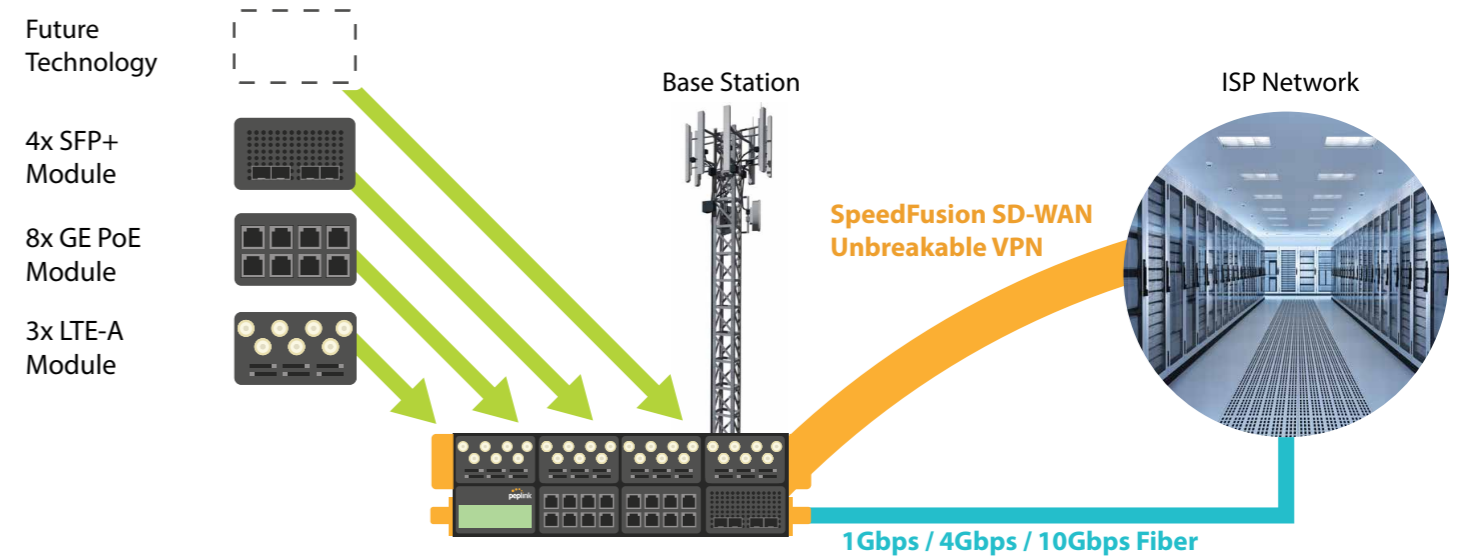 Future
Technology
4x SFP+
Module
8x GE PoE
Module
3x LTE-A
Module
Base Station
ISP Network
SpeedFusion SD-WAN
Unbreakable VPN
peplink
1Gbps / 4Gbps / 10Gbps Fiber